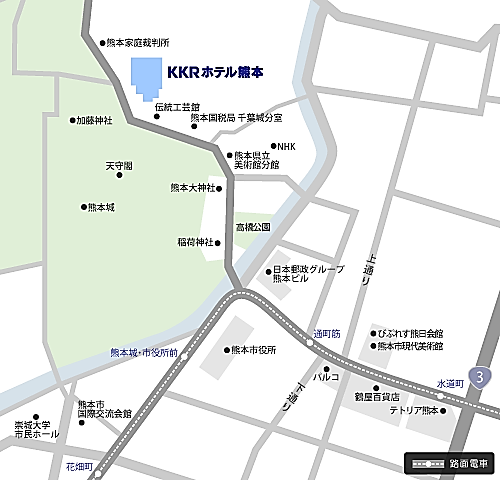 熊本家庭裁判所
KKRホテル熊本
伝統工芸館
加藤神社
熊本国税局 千葉城分室
NHK
熊本県立
美術館分館
天守閣
熊本大神社
熊本城
高橋公園
稲荷神社
上通り
日本郵政グループ
熊本ビル
通町筋
びぷれす熊日会館
熊本市現代美術館
熊本城・市役所前
熊本市役所
パルコ
3
水道町
下通り
鶴屋百貨店
テトリア熊本
熊本市
国際交流会館
崇城大学
市民ホール
花畑町
路面電車